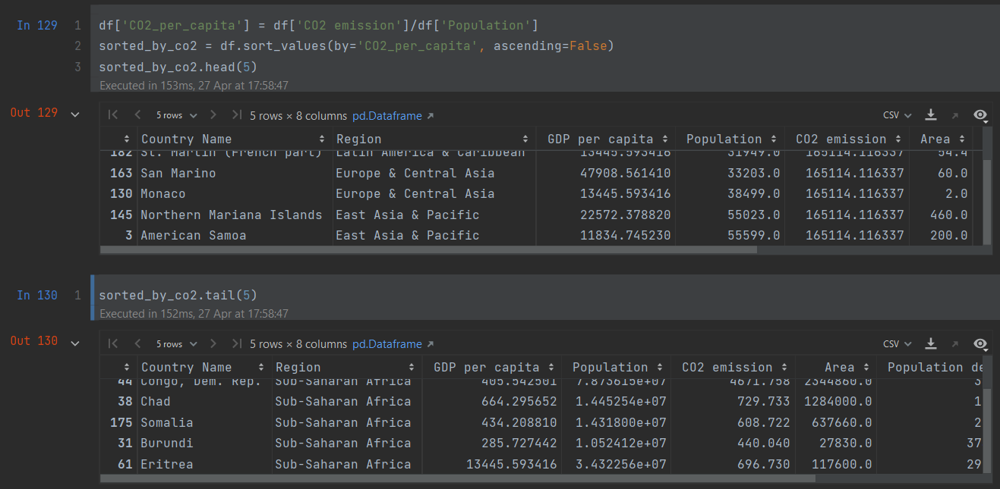 In 129 1 df['CO2_per_capita'] = df['CO2 emission']/df['Population']
2 sorted_by_co2 = df.sort_values(by='CO2_per_capita', ascending=False)
3 sorted_by_co2.head(5)
Executed in 153ms, 27 Apr at 17:58:47
Out 129 5 rows 5 rows × 8 columns pd.Dataframe CSV
Country Name Region GDP per capita Population CO2 emission Area
182 St. Martin (French part) Latin America & Caribbean 13445.593416 31949.0 165114.116337 54.4
163 San Marino Europe & Central Asia 47908.561410 33203.0 165114.116337 60.0
130 Monaco Europe & Central Asia 13445.593416 38499.0 165114.116337 2.0
145 Northern Mariana Islands East Asia & Pacific 22572.378820 55023.0 165114.116337 460.0
3 American Samoa East Asia & Pacific 11834.745230 55599.0 165114.116337 200.0
In 130 1 sorted_by_co2.tail(5)
Executed in 152ms, 27 Apr at 17:58:47
Out 130 5 rows 5 rows × 8 columns pd.Dataframe CSV
Country Name Region GDP per capita Population CO2 emission Area Population de
44 Congo, Dem. Rep. Sub-Saharan Africa 405.542501 7.873615e+07 4671.758 2344860.0 3
38 Chad Sub-Saharan Africa 664.295652 1.445254e+07 729.733 1284000.0 1
175 Somalia Sub-Saharan Africa 434.208810 1.431800e+07 608.722 637660.0 2
31 Burundi Sub-Saharan Africa 285.727442 1.052412e+07 440.040 27830.0 37
61 Eritrea Sub-Saharan Africa 13445.593416 3.432256e+07 696.730 117600.0 29